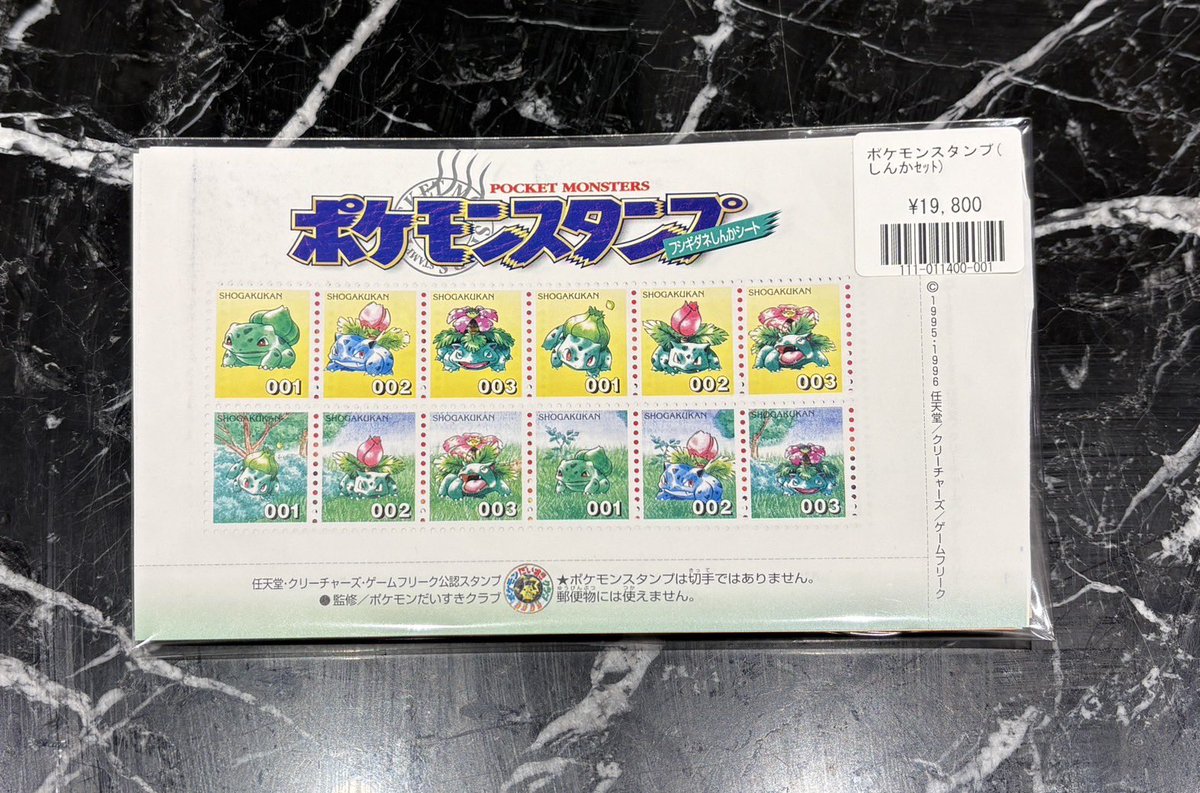 POCKET MONSTERS
ポケモンスタンプ
フシギダネしんかシート
ポケモンスタンプ(
しんかｾｯﾄ)
¥19,800
111-011400-001
SHOGAKUKAN SHOGAKUKAN SHOGAKUKAN SHOGAKUKAN SHOGAKUKAN SHOGAKUKAN
001 002 003 001 002 003
SHOGAKUKAN SHOGAKUKAN SHOGAKUKAN SHOGAKUKAN SHOGAKUKAN SHOGAKUKAN
001 002 003 001 002 003
©1995・1996 任天堂／クリーチャーズ／ゲームフリーク
任天堂・クリーチャーズ・ゲームフリーク公認スタンプ
●監修／ポケモンだいすきクラブ
★ポケモンスタンプは切手ではありません。
郵便物には使えません。